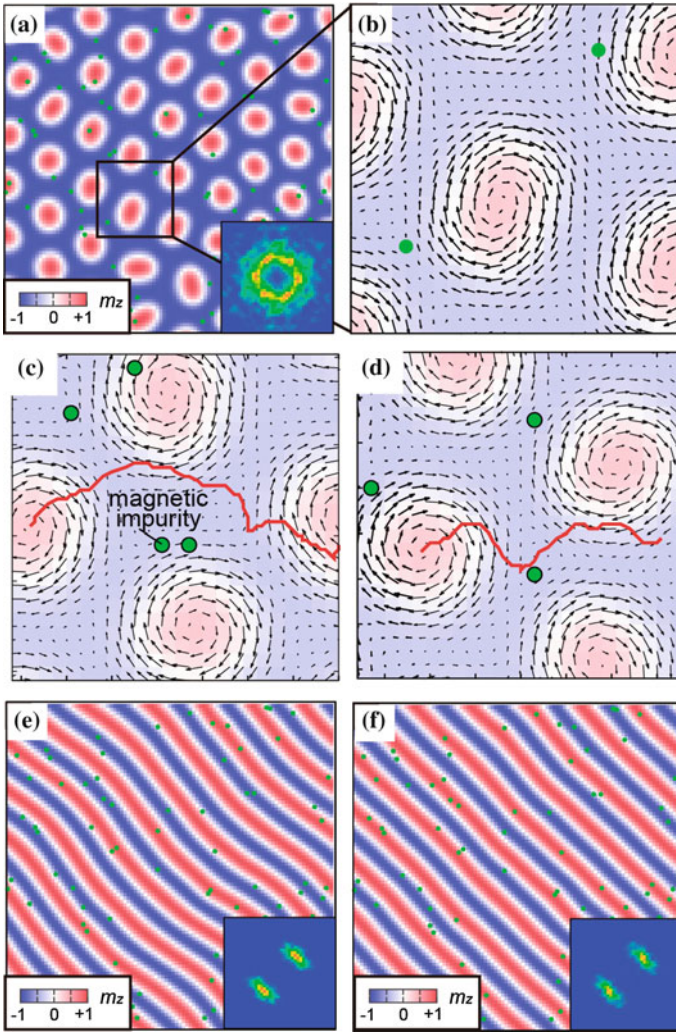 (a)
-1 0 +1 mz
(b)
(c)
magnetic
impurity
(d)
(e)
-1 0 +1 mz
(f)
-1 0 +1 mz